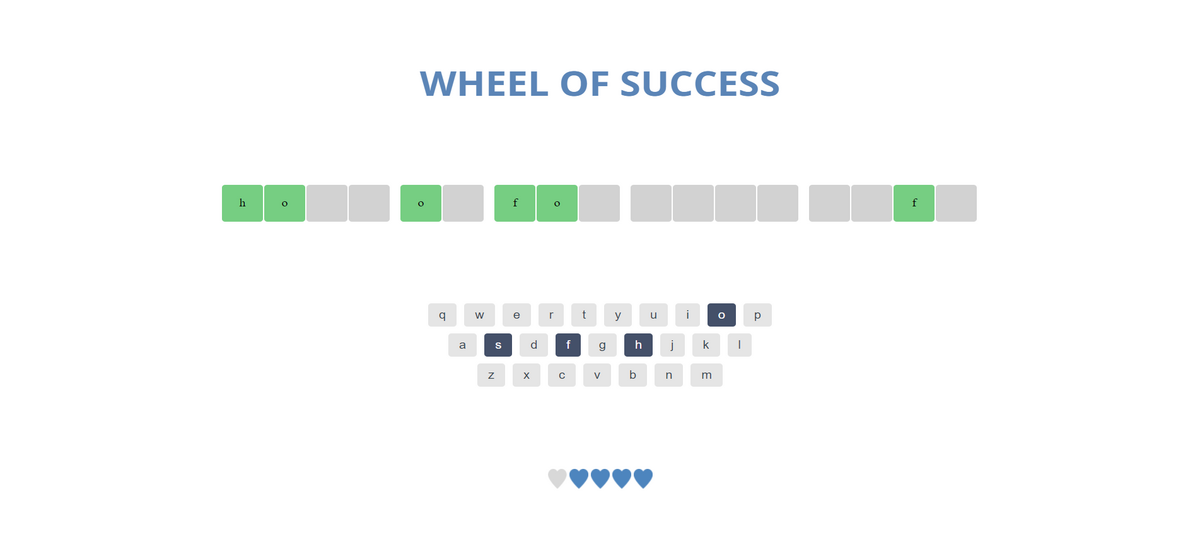 WHEEL OF SUCCESS
h o o f o f
q w e r t y u i o p
a s d f g h j k l
z x c v b n m